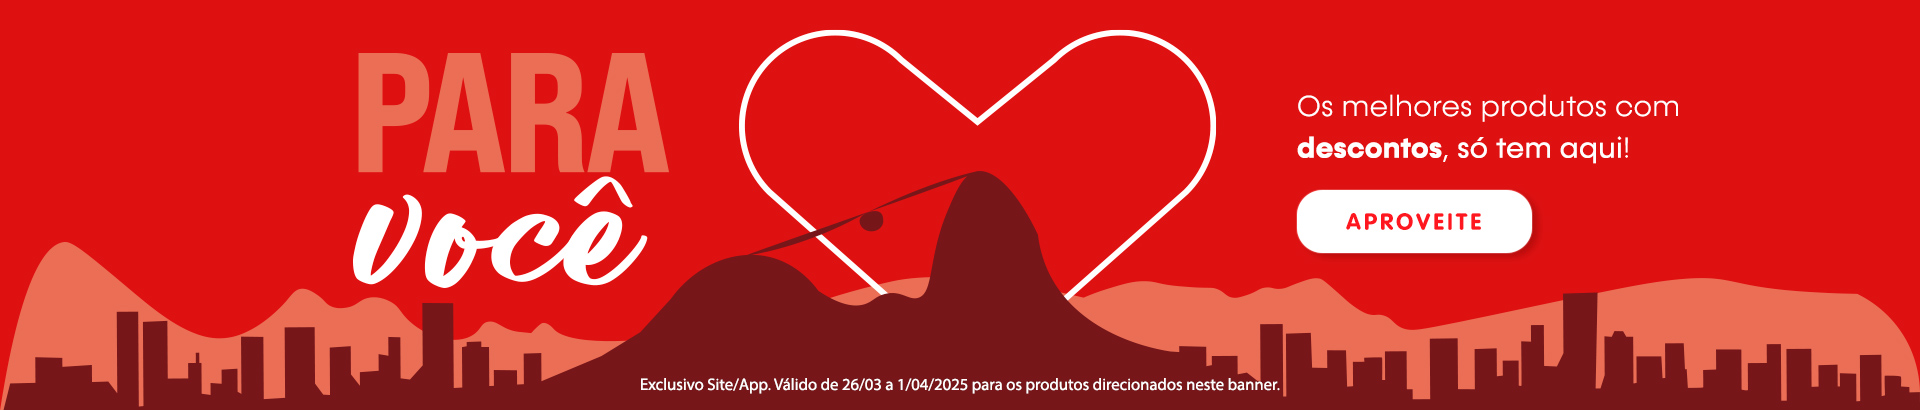 PARA
você
Os melhores produtos com
descontos, só tem aqui!
APROVEITE
Exclusivo Site/App. Válido de 26/03 a 1/04/2025 para os produtos direcionados neste banner.